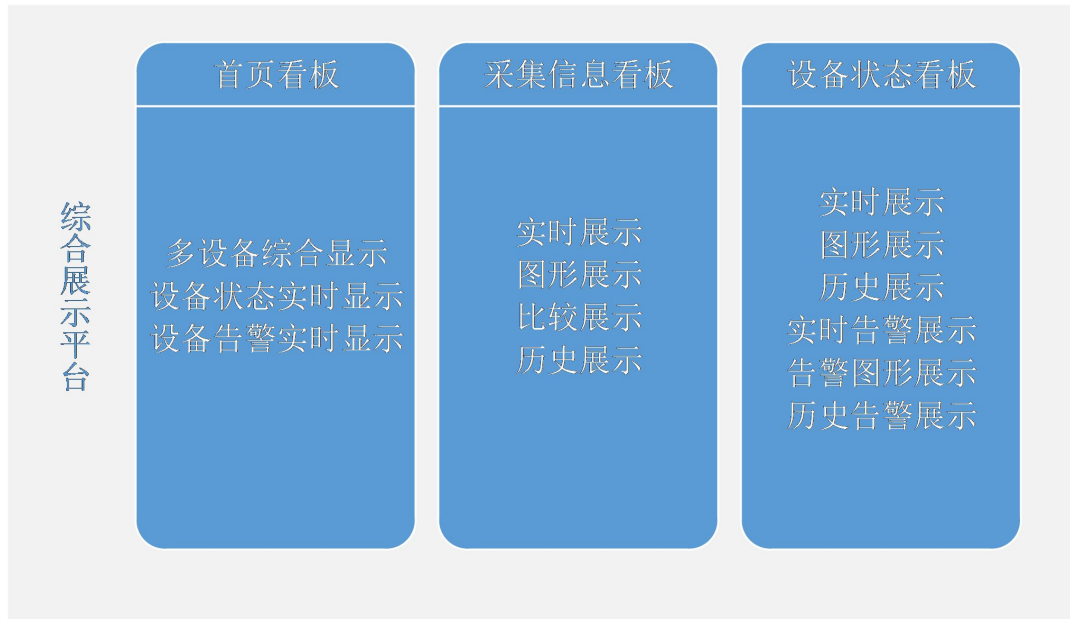 综合展示平台
首页看板
多设备综合显示
设备状态实时显示
设备告警实时显示
采集信息看板
实时展示
图形展示
比较展示
历史展示
设备状态看板
实时展示
图形展示
历史展示
实时告警展示
告警图形展示
历史告警展示